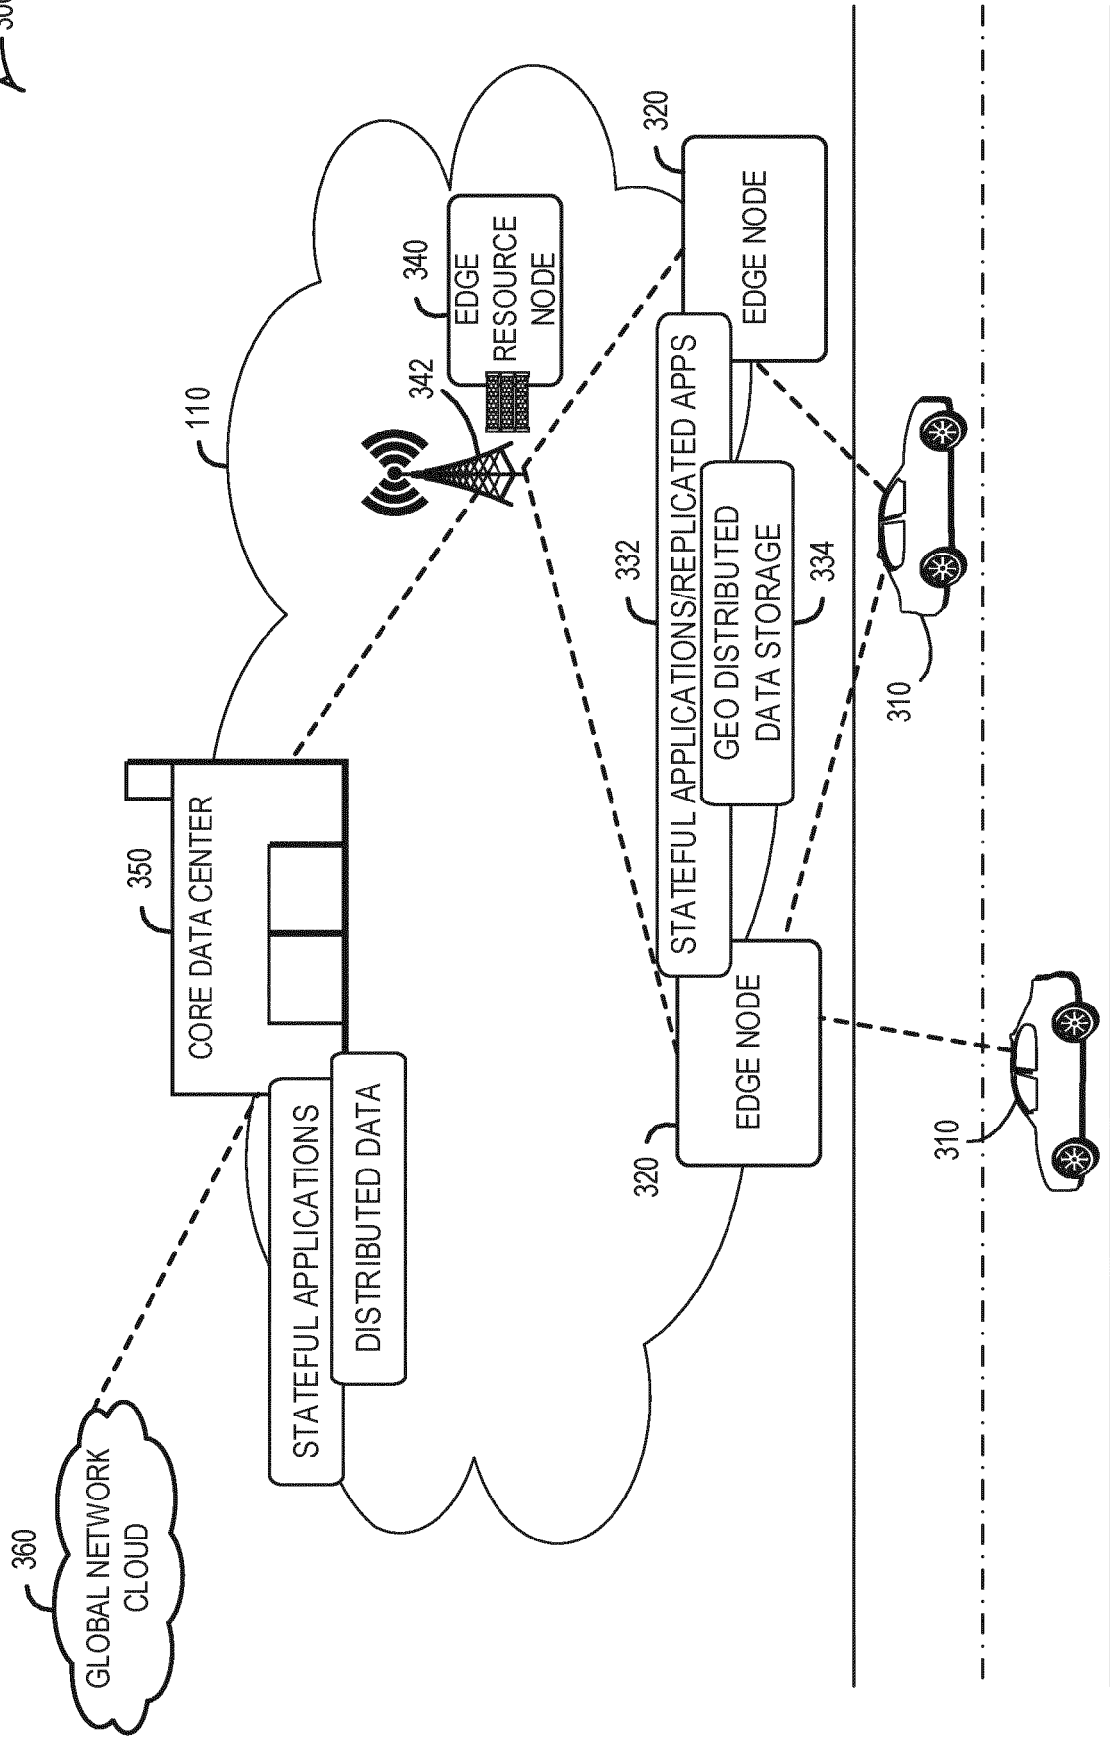 360
GLOBAL NETWORK
CLOUD
350
CORE DATA CENTER
110
STATEFUL APPLICATIONS
DISTRIBUTED DATA
342
340
EDGE
RESOURCE
NODE
320
332
320
STATEFUL APPLICATIONS/REPLICATED APPS
GEO DISTRIBUTED
DATA STORAGE
334
EDGE NODE
EDGE NODE
310
310